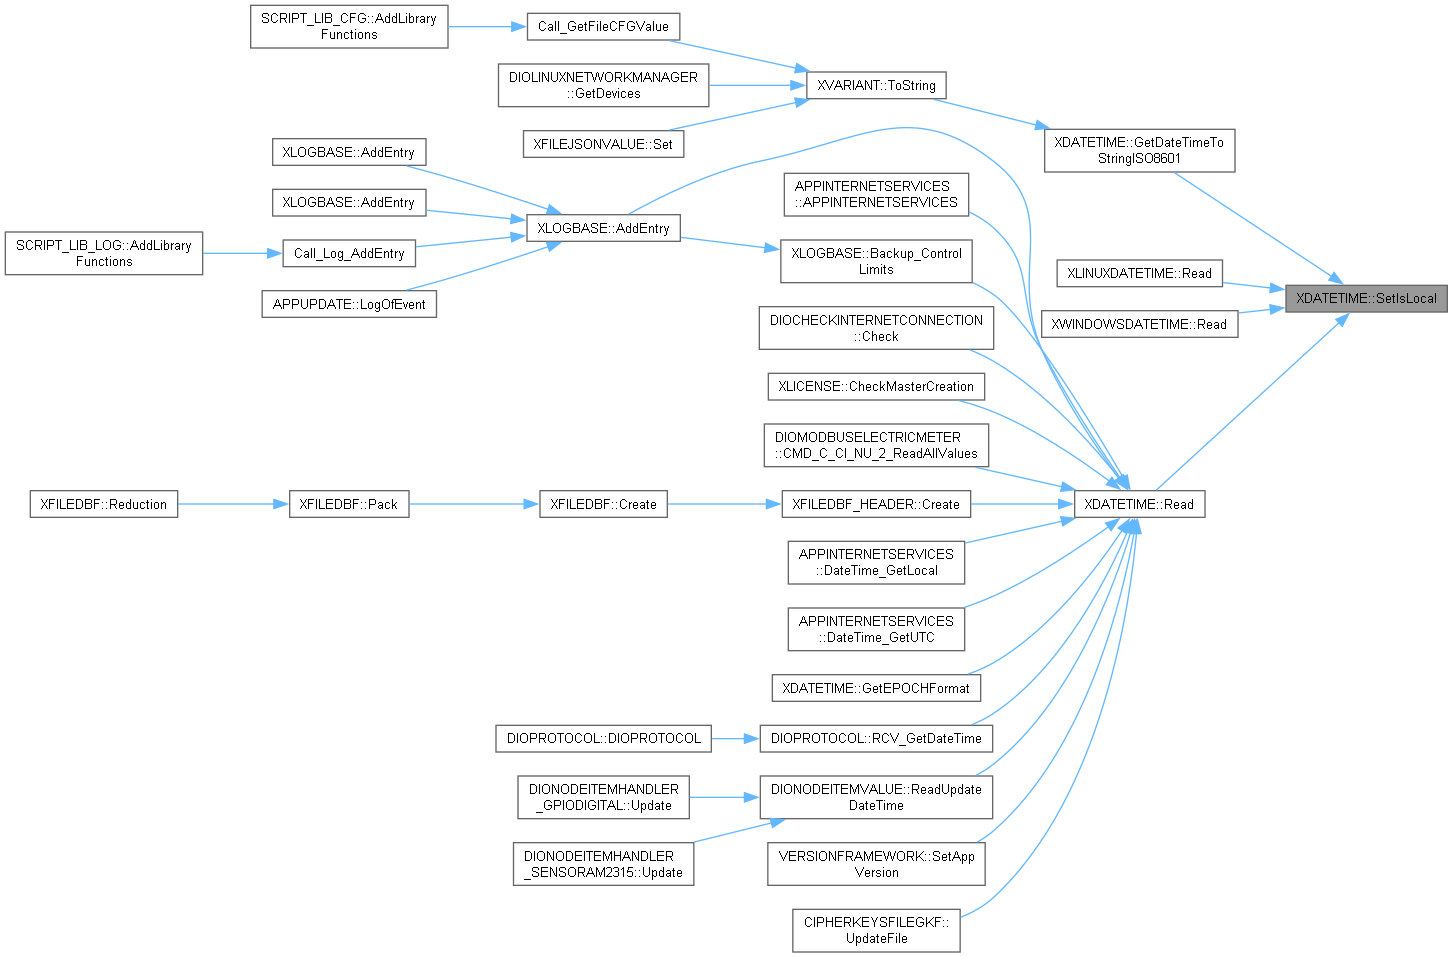 SCRIPT_LIB_CFG::AddLibrary
Functions
Call_GetFileCFGValue
DIOLINUXNETWORKMANAGER
::GetDevices
XVARIANT::ToString
XFILEJSONVALUE::Set
XDATETIME::GetDateTimeTo
StringISO8601
XLOGBASE::AddEntry
APPINTERNETSERVICES
::APPINTERNETSERVICES
XLOGBASE::AddEntry
XLOGBASE::AddEntry
SCRIPT_LIB_LOG::AddLibrary
Functions
Call_Log_AddEntry
XLOGBASE::Backup_Control
Limits
XLINUXDATETIME::Read
APPUPDATE::LogOfEvent
XDATETIME::SetIsLocal
DIOCHECKINTERNETCONNECTION
::Check
XWINDOWSDATETIME::Read
XLICENSE::CheckMasterCreation
DIOMODBUSELECTRICMETER
::CMD_C_CI_NU_2_ReadAllValues
XFILEDBF::Reduction
XFILEDBF::Pack
XFILEDBF::Create
XFILEDBF_HEADER::Create
XDATETIME::Read
APPINTERNETSERVICES
::DateTime_GetLocal
APPINTERNETSERVICES
::DateTime_GetUTC
XDATETIME::GetEPOCHFormat
DIOPROTOCOL::DIOPROTOCOL
DIOPROTOCOL::RCV_GetDateTime
DIONODEITEMHANDLER
_GPIODIGITAL::Update
DIONODEITEMVALUE::ReadUpdate
DateTime
DIONODEITEMHANDLER
_SENSORAM2315::Update
VERSIONFRAMEWORK::SetApp
Version
CIPHERKEYSFILEGKF::
UpdateFile